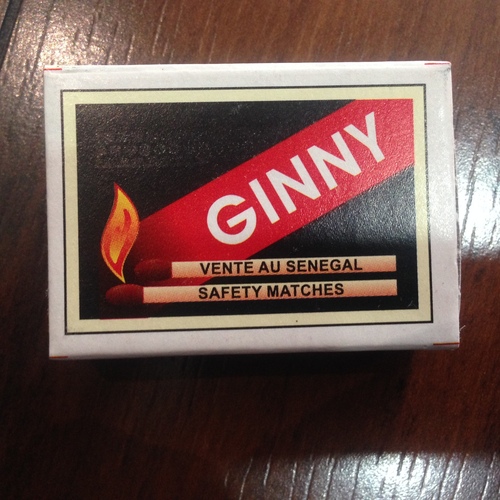 GINNY
VENTE AU SENEGAL
SAFETY MATCHES